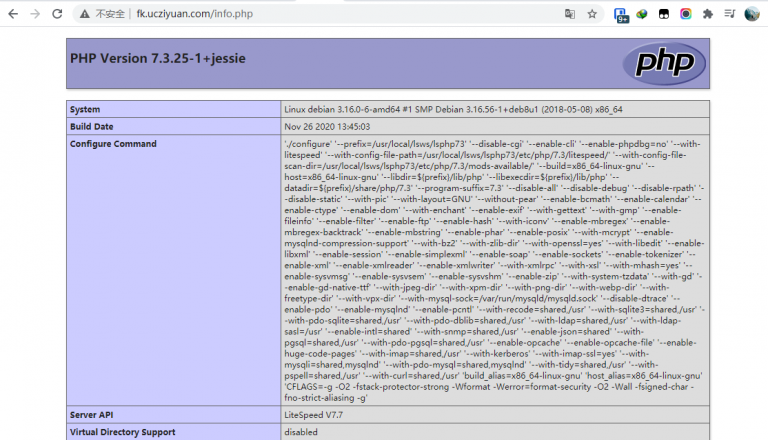 不安全 | fk.ucziyuan.com/info.php
9+
PHP Version 7.3.25-1+jessie
php
System Linux debian 3.16.0-6-amd64 #1 SMP Debian 3.16.56-1+deb8u1 (2018-05-08) x86_64
Build Date Nov 26 2020 13:45:03
Configure Command './configure' '--prefix=/usr/local/lsws/lsphp73' '--disable-cgi' '--enable-cli' '--enable-phpdbg=no' '--with-
litespeed' '--with-config-file-path=/usr/local/lsws/lsphp73/etc/php/7.3/litespeed/' '--with-config-file-
scan-dir=/usr/local/lsws/lsphp73/etc/php/7.3/mods-available/' '--build=x86_64-linux-gnu' '--
host=x86_64-linux-gnu' '--libdir=${prefix}/lib/php' '--libexecdir=${prefix}/lib/php' '--
datadir=${prefix}/share/php/7.3' '--program-suffix=7.3' '--disable-all' '--disable-debug' '--disable-rpath' '-
-disable-static' '--with-pic' '--with-layout=GNU' '--without-pear' '--enable-bcmath' '--enable-calendar' '--
enable-ctype' '--enable-dom' '--with-enchant' '--enable-exif' '--with-gettext' '--with-gmp' '--enable-
fileinfo' '--enable-filter' '--enable-ftp' '--enable-hash' '--with-iconv' '--enable-mbregex' '--enable-
mbregex-backtrack' '--enable-mbstring' '--enable-phar' '--enable-posix' '--with-mcrypt' '--enable-
mysqlnd-compression-support' '--with-bz2' '--with-zlib-dir' '--with-openssl=yes' '--with-libedit' '--enable-
libxml' '--enable-session' '--enable-simplexml' '--enable-soap' '--enable-sockets' '--enable-tokenizer' '--
enable-xml' '--enable-xmlreader' '--enable-xmlwriter' '--with-xmlrpc' '--with-xsl' '--with-mhash=yes' '--
enable-sysvmsg' '--enable-sysvsem' '--enable-sysvshm' '--enable-zip' '--with-system-tzdata' '--with-gd' '-
-enable-gd-native-ttf' '--with-jpeg-dir' '--with-xpm-dir' '--with-png-dir' '--with-webp-dir' '--with-
freetype-dir' '--with-vpx-dir' '--with-mysql-sock=/var/run/mysqld/mysqld.sock' '--disable-dtrace' '--
enable-pdo' '--enable-mysqlnd' '--enable-pcntl' '--with-recode=shared,/usr' '--with-sqlite3=shared,/usr'
'--with-pdo-sqlite=shared,/usr' '--with-pdo-dblib=shared,/usr' '--with-ldap=shared,/usr' '--with-ldap-
sasl=/usr' '--enable-intl=shared' '--with-snmp=shared,/usr' '--enable-json=shared' '--with-
pgsql=shared,/usr' '--with-pdo-pgsql=shared,/usr' '--enable-opcache' '--enable-opcache-file' '--enable-
huge-code-pages' '--with-imap=shared,/usr' '--with-kerberos' '--with-imap-ssl=yes' '--with-
mysqli=shared,mysqlnd' '--with-pdo-mysql=shared,mysqlnd' '--with-tidy=shared,/usr' '--with-
pspell=shared,/usr' '--with-curl=shared,/usr' 'build_alias=x86_64-linux-gnu' 'host_alias=x86_64-linux-gnu'
'CFLAGS=-g -O2 -fstack-protector-strong -Wformat -Werror=format-security -O2 -Wall -fsigned-char -
fno-strict-aliasing -g'
Server API LiteSpeed V7.7
Virtual Directory Support disabled